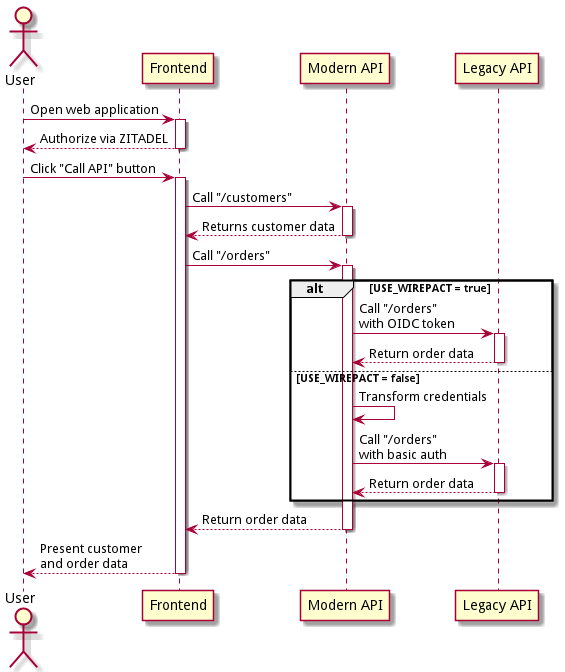 User
Frontend
Modern API
Legacy API
Open web application
Authorize via ZITADEL
Click "Call API" button
Call "/customers"
Returns customer data
Call "/orders"
alt
[USE_WIREPACT = true]
Call "/orders"
with OIDC token
Return order data
[USE_WIREPACT = false]
Transform credentials
Call "/orders"
with basic auth
Return order data
Return order data
Present customer
and order data
User
Frontend
Modern API
Legacy API